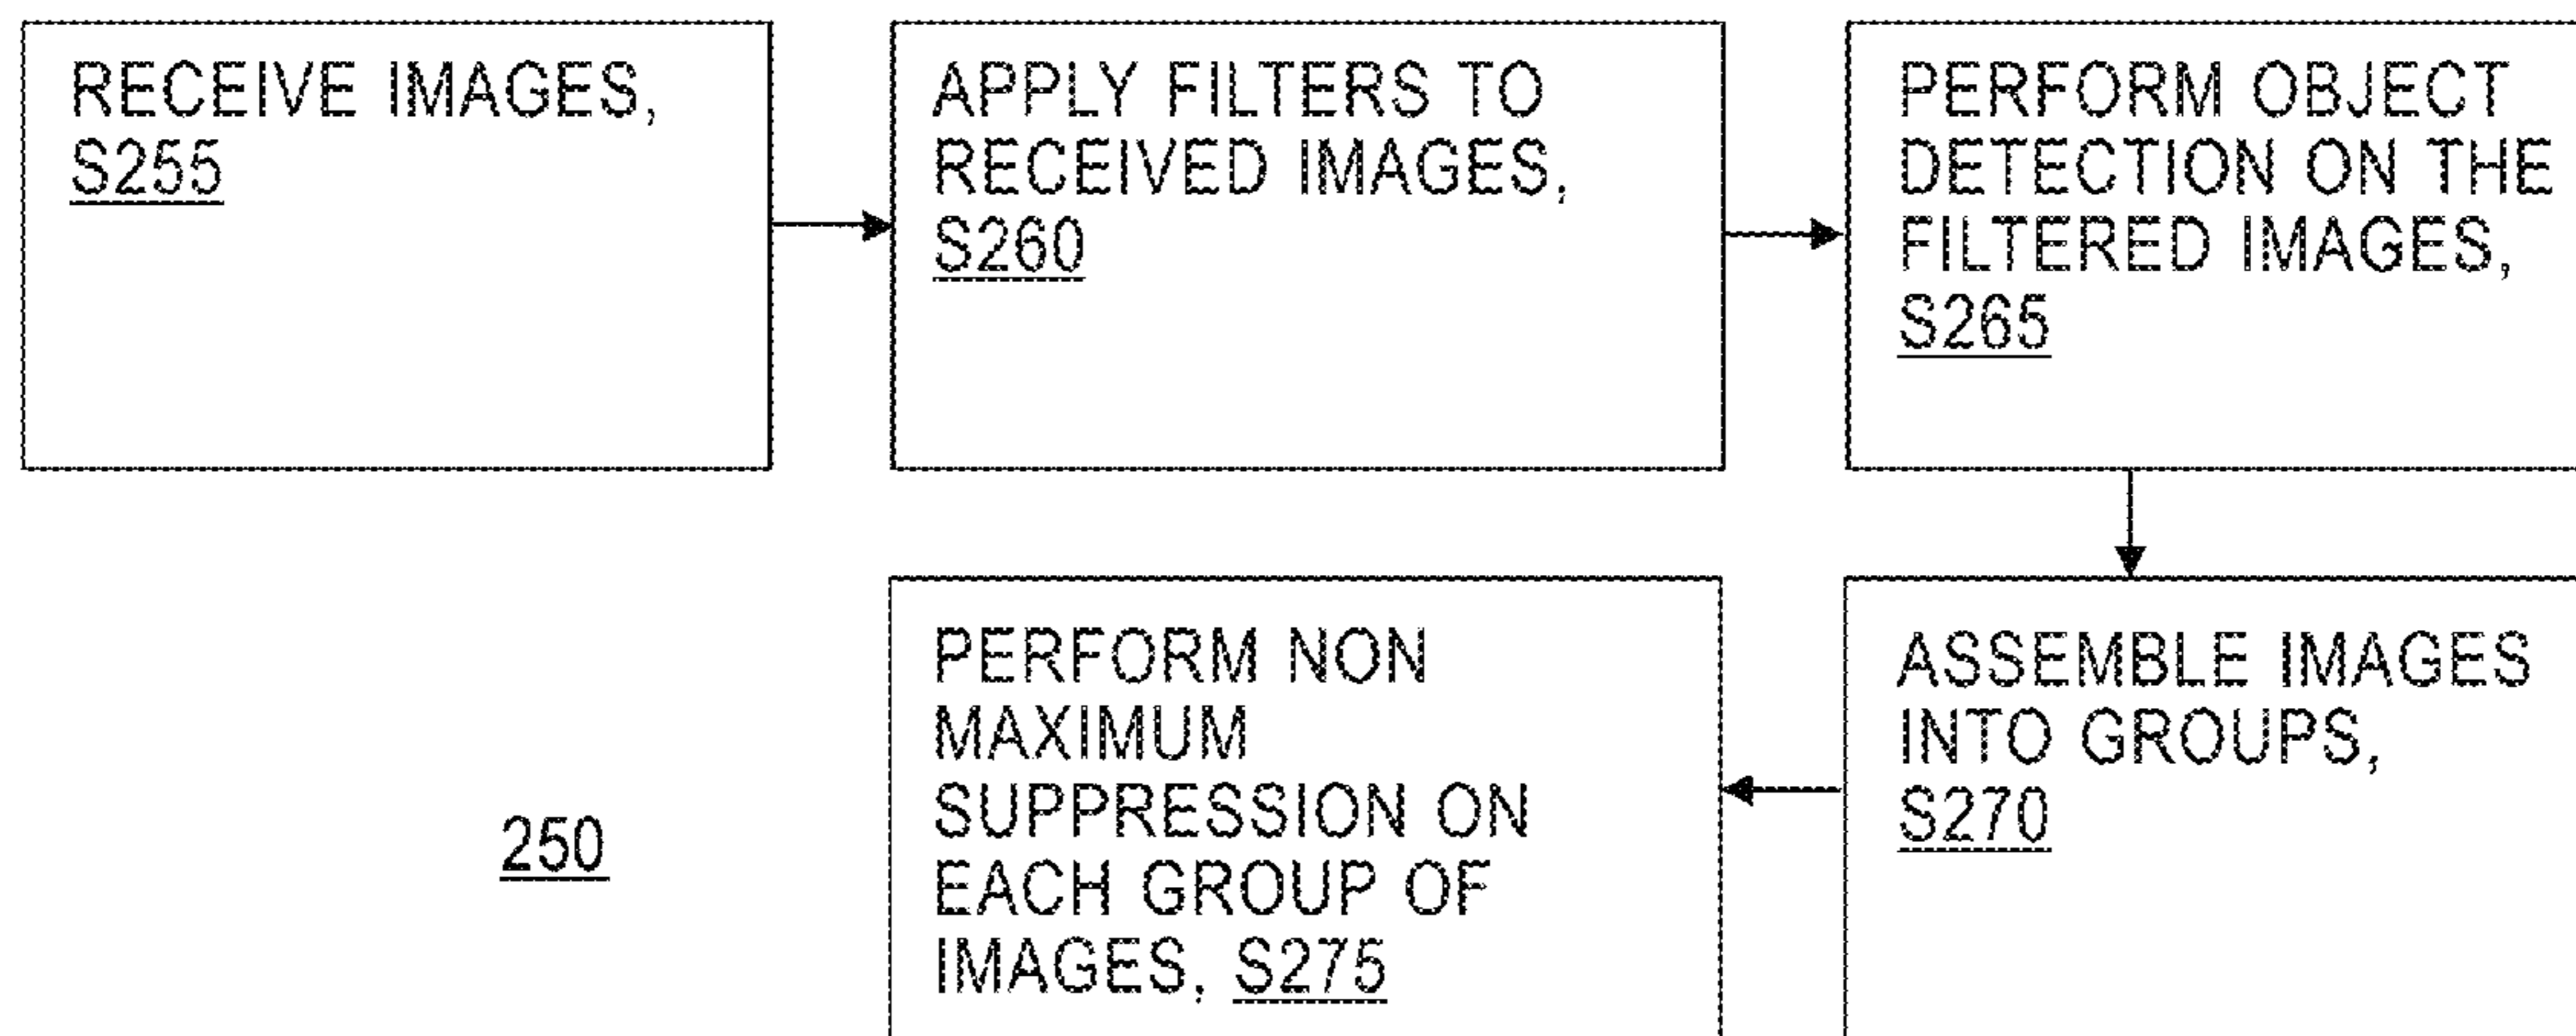 RECEIVE IMAGES,
S255
APPLY FILTERS TO
RECEIVED IMAGES,
S260
PERFORM OBJECT
DETECTION ON THE
FILTERED IMAGES,
S265
ASSEMBLE IMAGES
INTO GROUPS,
S270
PERFORM NON
MAXIMUM
SUPPRESSION ON
EACH GROUP OF
IMAGES, S275
250